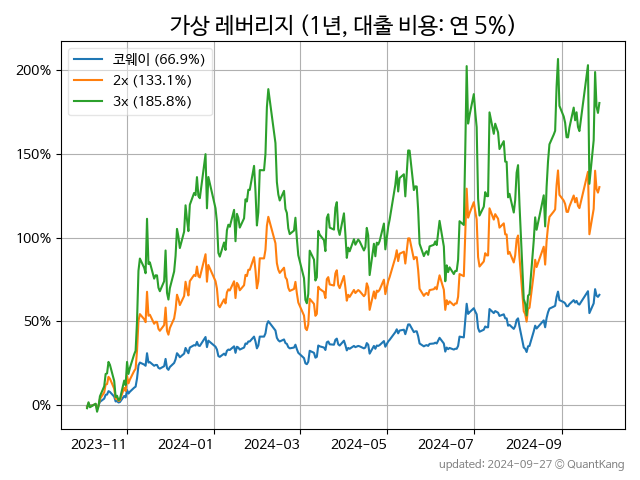 가상 레버리지 (1년, 대출 비용: 연 5%)
코웨이 (66.9%)
2x (133.1%)
3x (185.8%)
200%
150%
100%
50%
0%
2023-11
2024-01
2024-03
2024-05
2024-07
2024-09
updated: 2024-09-27 © QuantKang